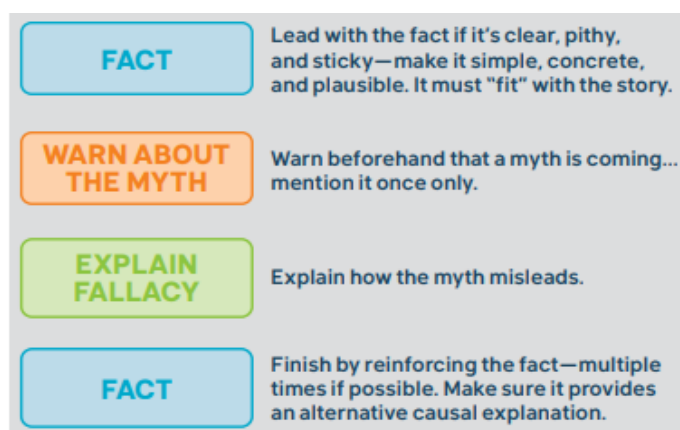 FACT
Lead with the fact if it's clear, pithy,
and sticky—make it simple, concrete,
and plausible. It must "fit" with the story.
WARN ABOUT
THE MYTH
Warn beforehand that a myth is coming...
mention it once only.
EXPLAIN
FALLACY
Explain how the myth misleads.
FACT
Finish by reinforcing the fact—multiple
times if possible. Make sure it provides
an alternative causal explanation.